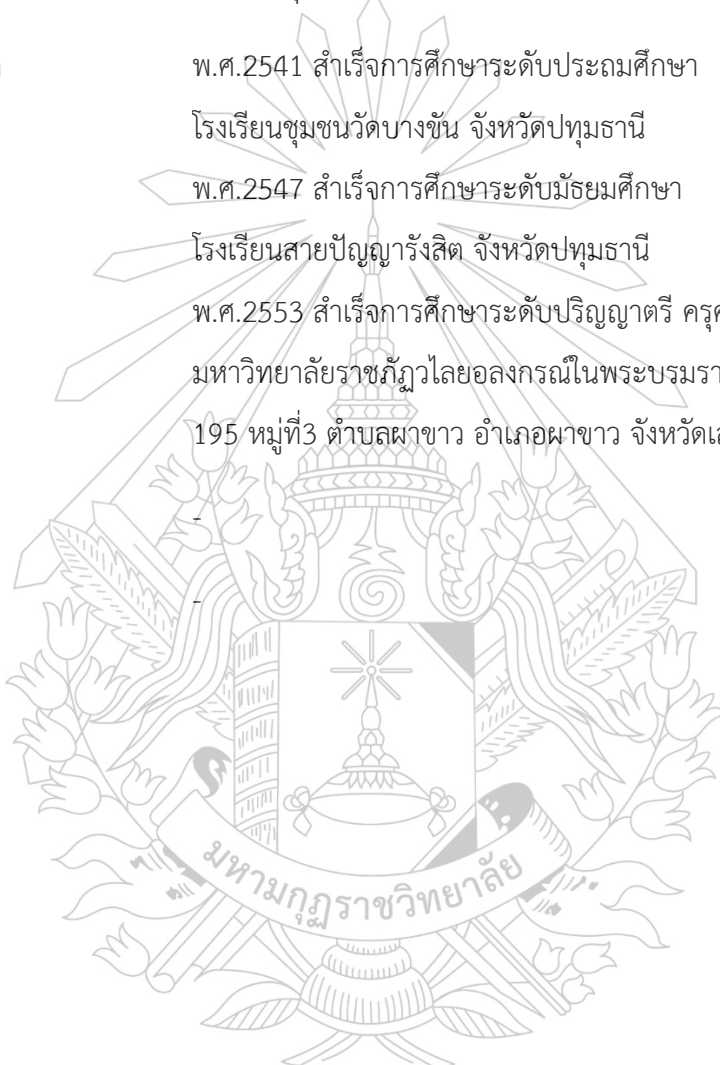 พ.ศ.2541 สำเร็จการศึกษาระดับประถมศึกษา
โรงเรียนชุมชนวัดบางขัน จังหวัดปทุมธานี
พ.ศ.2547 สำเร็จการศึกษาระดับมัธยมศึกษา
โรงเรียนสายปัญญารังสิต จังหวัดปทุมธานี
พ.ศ.2553 สำเร็จการศึกษาระดับปริญญาตรี
มหาวิทยาลัยราชภัฏวไลยอลงกรณ์ในพระบรมรา
195 หมู่ที่3 ตำบลผาขาว อำเภอผาขาว จังหวัด
-
-
มหามกุฏราชวิทยาลัย